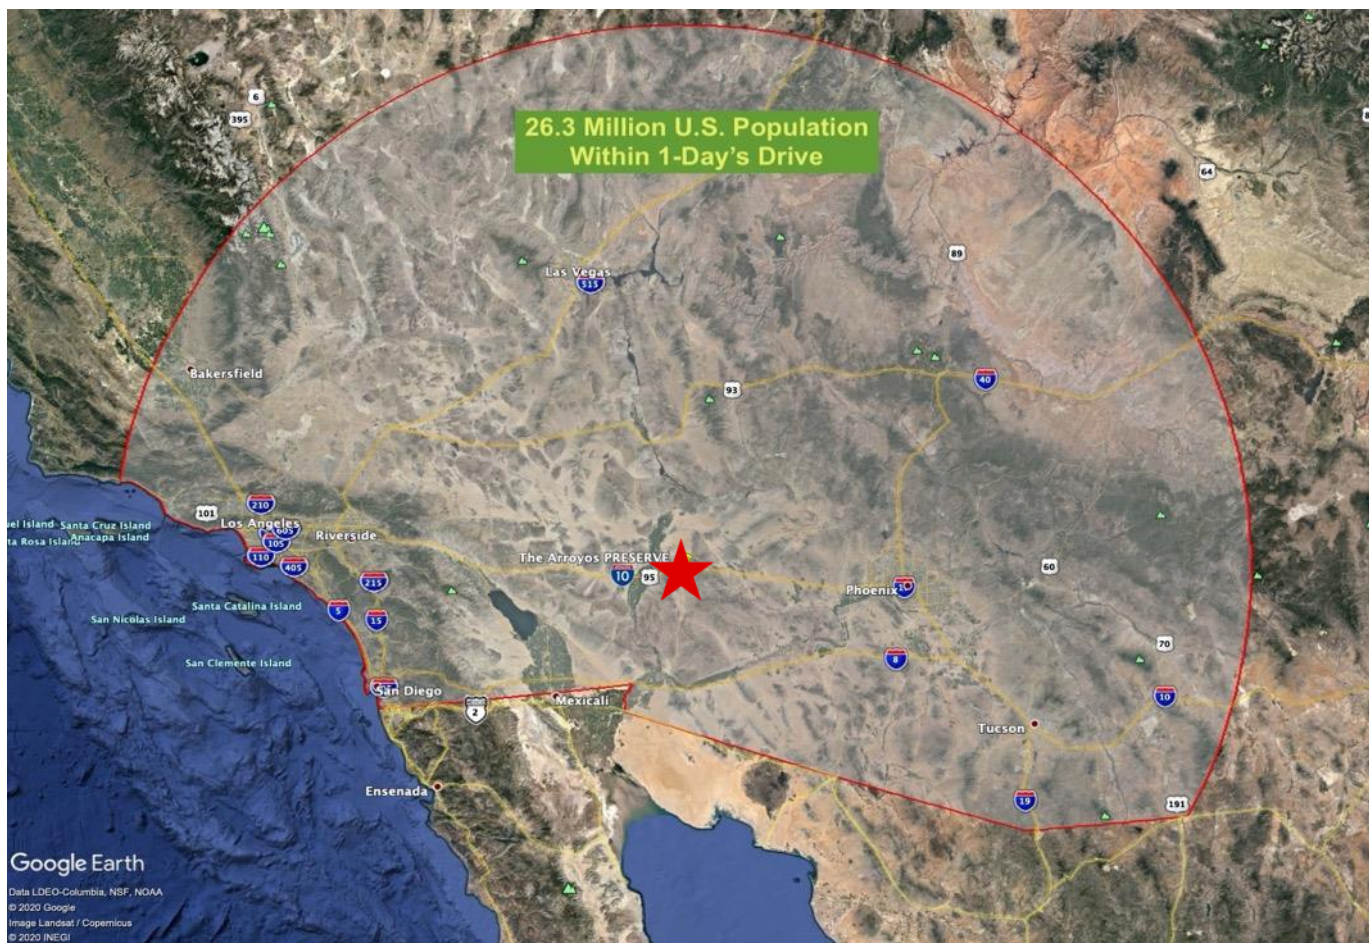 6
395
26.3 Million U.S. Population
Within 1-Day's Drive
64
89
Las Vegas
515
Bakersfield
93
40
210
101
Los Angeles
605
105
Riverside
110
405
Santa Cruz Island
Anacapa Island
uel Island
ta Rosa Island
The Arroyos PRESERVE
10
95
215
Phoenix
60
Santa Catalina Island
5
15
San Nicolas Island
San Clemente Island
70
8
San Diego
Mexicali
2
10
Tucson
Ensenada
19
191
Google Earth
Data LDEO-Columbia, NSF, NOAA
© 2020 Google
Image Landsat / Copernicus
© 2020 INEGI